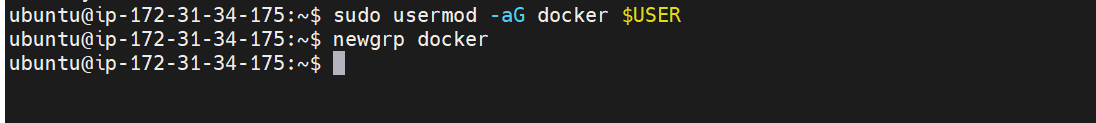 ubuntu@ip-172-31-34-175:~$ sudo usermod -aG docker $USER
ubuntu@ip-172-31-34-175:~$ newgrp docker
ubuntu@ip-172-31-34-175:~$